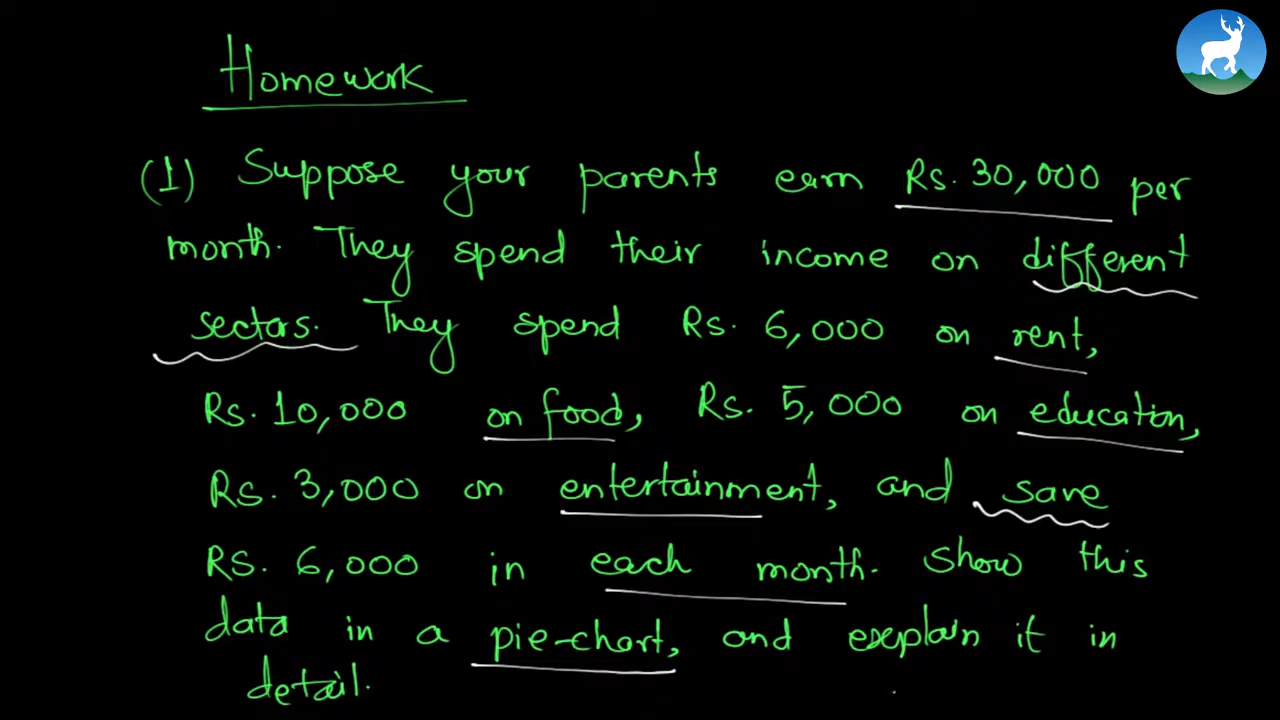 Homework
(1) Suppose your parents earn Rs. 30,000 per
month. They spend their income on different
sectors. They spend Rs. 6,000 on rent,
Rs. 10,000 on food, Rs. 5,000 on education,
Rs. 3,000 on entertainment, and save
RS. 6,000 in each month. Show this
data in a pie-chart, and explain it in
detail.